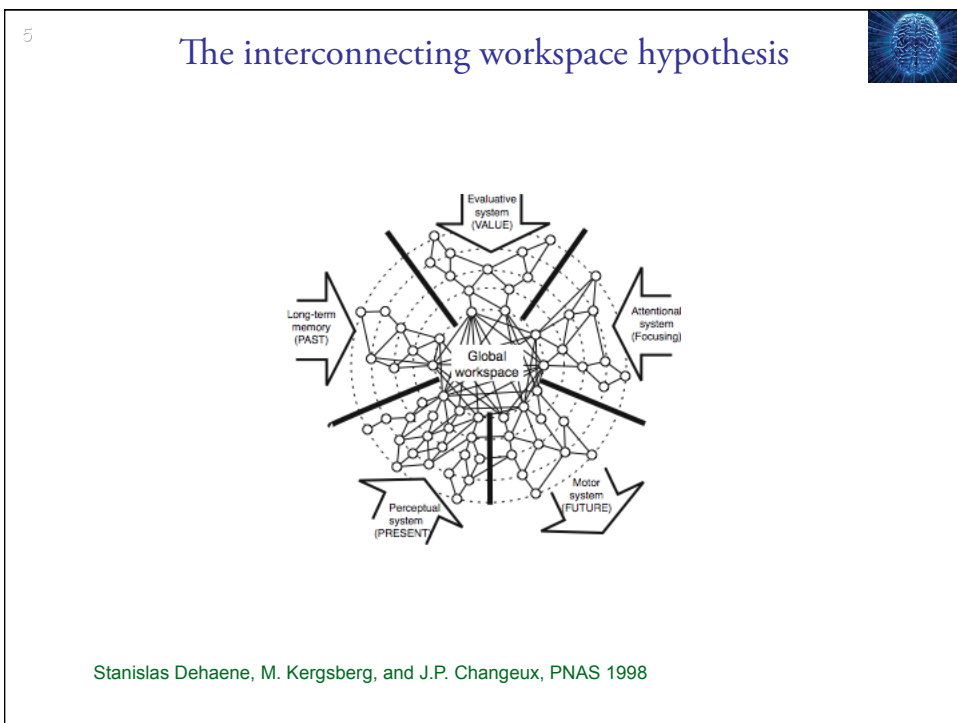 5
The interconnecting workspace hypothesis
Evaluative
system
(VALUE)
Long-term
memory
(PAST)
Attentional
system
(Focusing)
Global
workspace
Perceptual
system
(PRESENT)
Motor
system
(FUTURE)
Stanislas Dehaene, M. Kergsberg, and J.P. Changeux, PNAS 1998